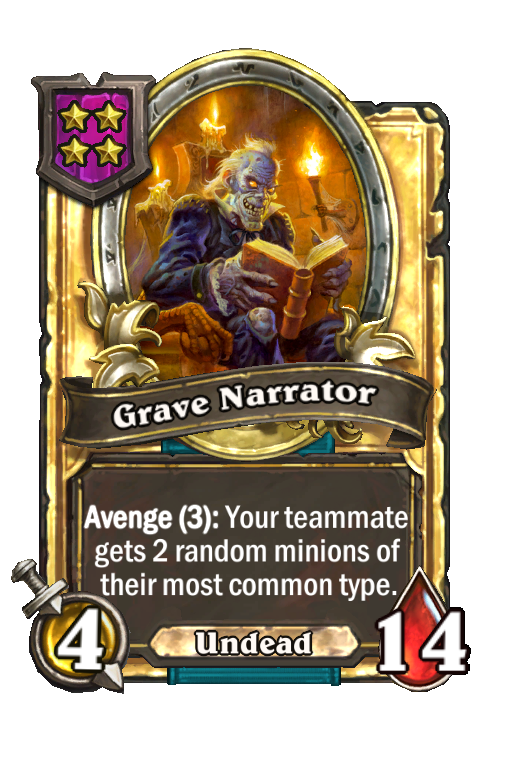 Grave Narrator
Avenge (3): Your teammate
gets 2 random minions of
their most common type.
4
Undead
14